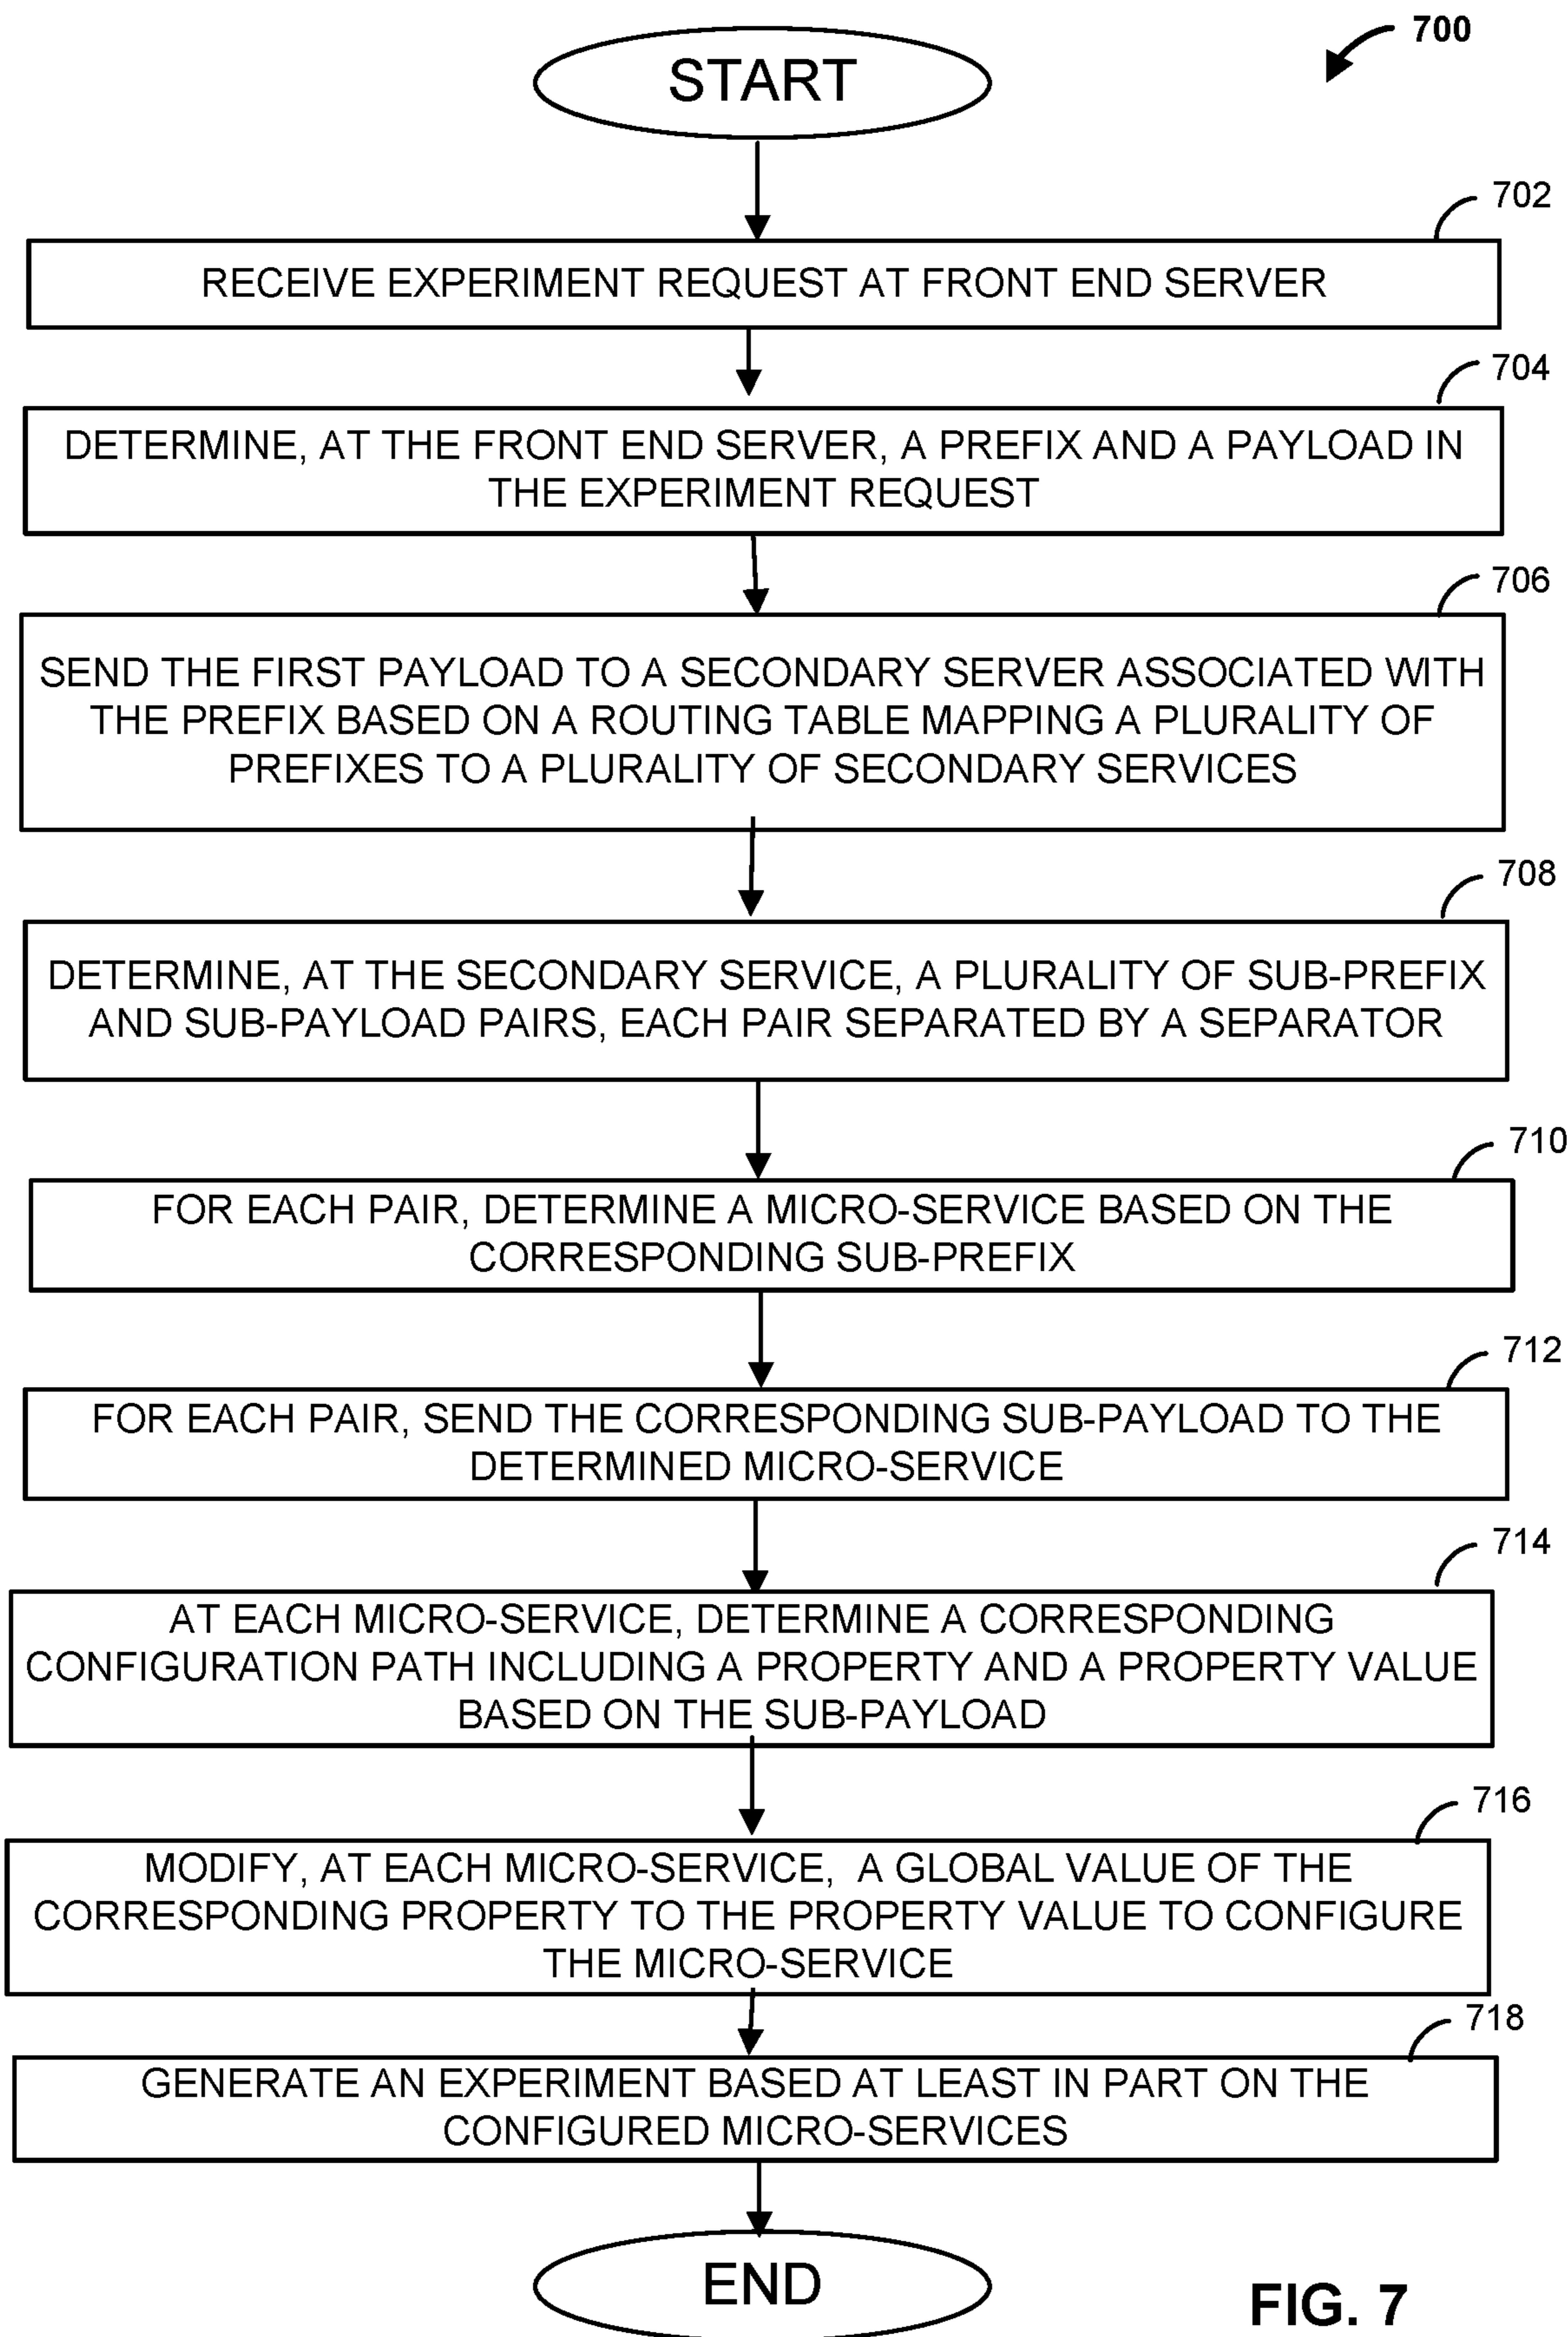 700
START
702
RECEIVE EXPERIMENT REQUEST AT FRONT END SERVER
704
DETERMINE, AT THE FRONT END SERVER, A PREFIX AND A PAYLOAD IN
THE EXPERIMENT REQUEST
706
SEND THE FIRST PAYLOAD TO A SECONDARY SERVER ASSOCIATED WITH
THE PREFIX BASED ON A ROUTING TABLE MAPPING A PLURALITY OF
PREFIXES TO A PLURALITY OF SECONDARY SERVICES
708
DETERMINE, AT THE SECONDARY SERVICE, A PLURALITY OF SUB-PREFIX
AND SUB-PAYLOAD PAIRS, EACH PAIR SEPARATED BY A SEPARATOR
710
FOR EACH PAIR, DETERMINE A MICRO-SERVICE BASED ON THE
CORRESPONDING SUB-PREFIX
712
FOR EACH PAIR, SEND THE CORRESPONDING SUB-PAYLOAD TO THE
DETERMINED MICRO-SERVICE
714
AT EACH MICRO-SERVICE, DETERMINE A CORRESPONDING
CONFIGURATION PATH INCLUDING A PROPERTY AND A PROPERTY VALUE
BASED ON THE SUB-PAYLOAD
716
MODIFY, AT EACH MICRO-SERVICE, A GLOBAL VALUE OF THE
CORRESPONDING PROPERTY TO THE PROPERTY VALUE TO CONFIGURE
THE MICRO-SERVICE
718
GENERATE AN EXPERIMENT BASED AT LEAST IN PART ON THE
CONFIGURED MICRO-SERVICES
END
FIG. 7